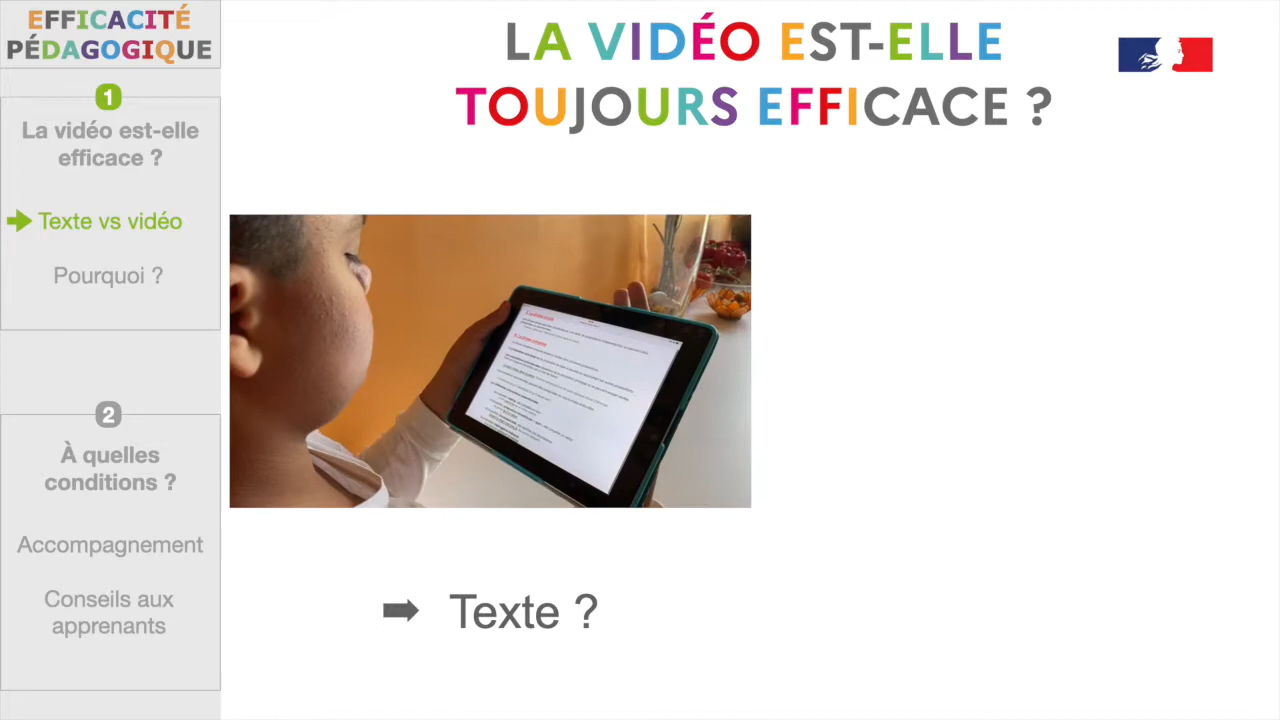 EFFICACITÉ
PÉDAGOGIQUE
1
La vidéo est-elle
efficace ?
Texte vs vidéo
Pourquoi ?
2
À quelles
conditions ?
Accompagnement
Conseils aux
apprenants
LA VIDÉO EST-ELLE
TOUJOURS EFFICACE ?
Texte ?